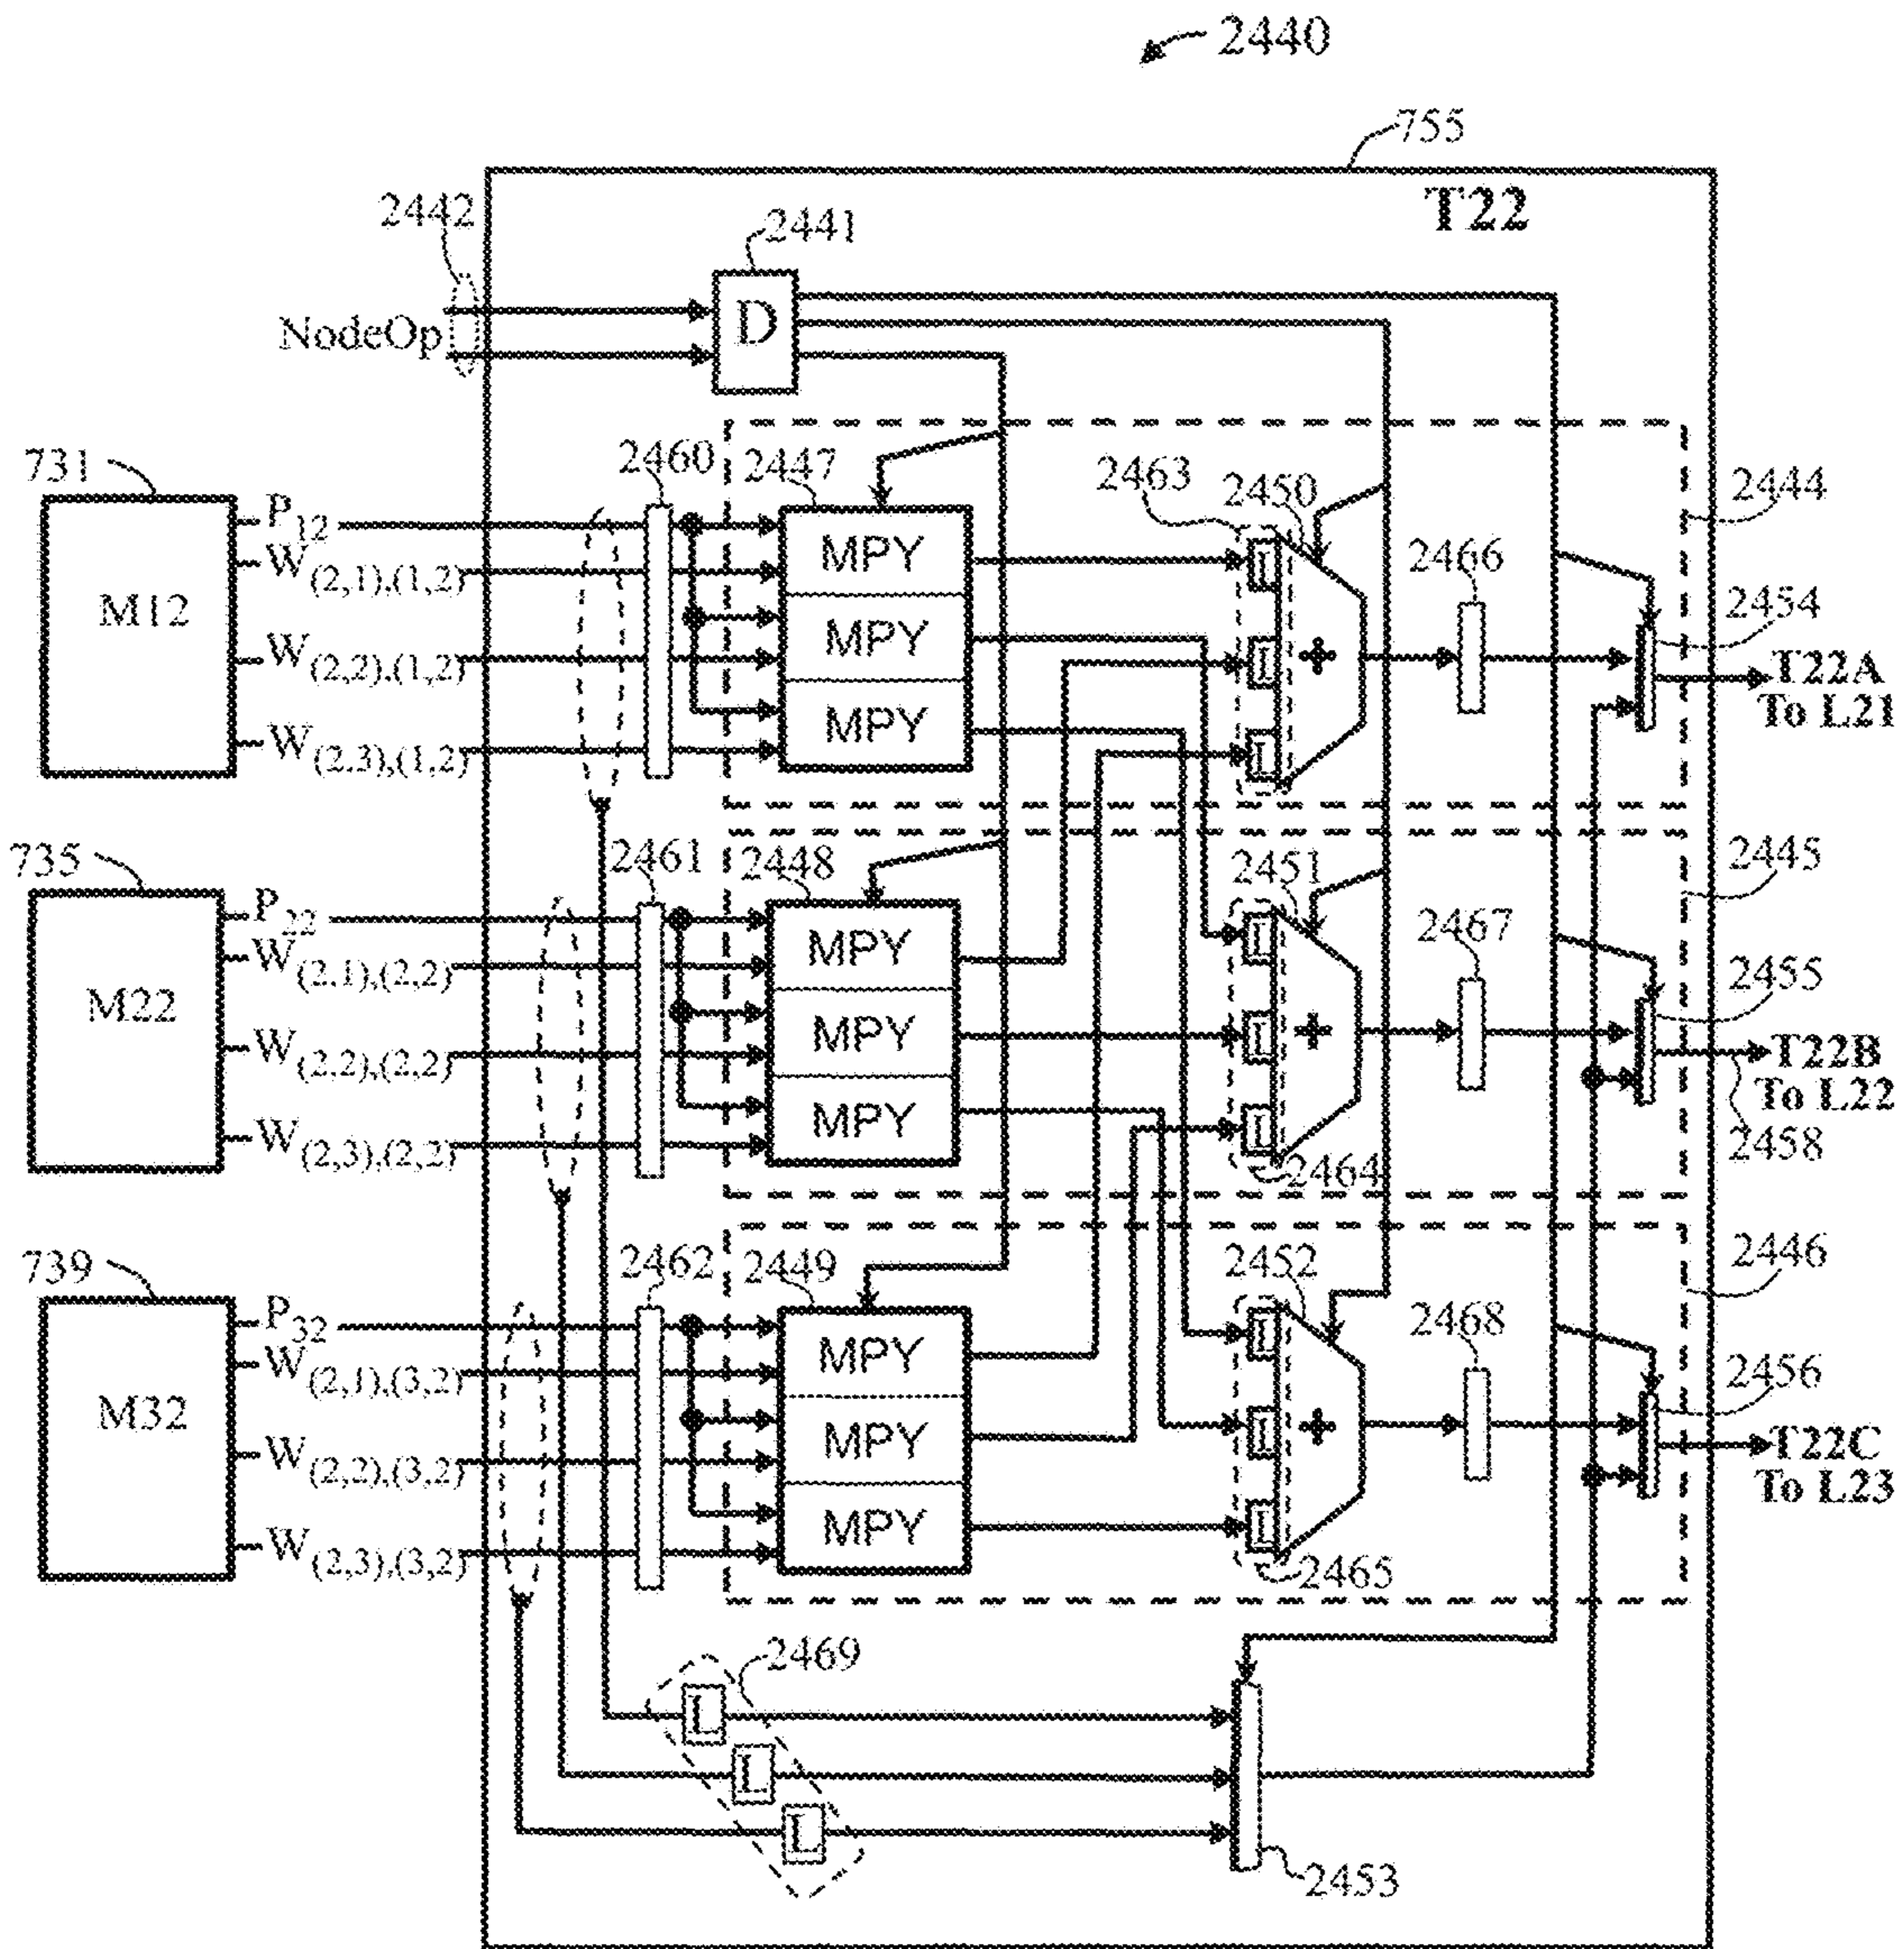 2440
755
T22
2442
2441
NodeOp
D
731
2460
2447
2463
2450
2444
P12
W(2,1),(1,2)
M12
W(2,2),(1,2)
W(2,3),(1,2)
MPY
MPY
MPY
L
L
L
+
2466
2454
T22A
To L21
735
2461
2448
2451
2445
P22
W(2,1),(2,2)
M22
W(2,2),(2,2)
W(2,3),(2,2)
MPY
MPY
MPY
L
L
L
+
2467
2455
T22B
To L22
2458
2464
739
2462
2449
2452
2446
P32
W(2,1),(3,2)
M32
W(2,2),(3,2)
W(2,3),(3,2)
MPY
MPY
MPY
L
L
L
+
2468
2456
T22C
To L23
2465
2469
L
L
L
2453